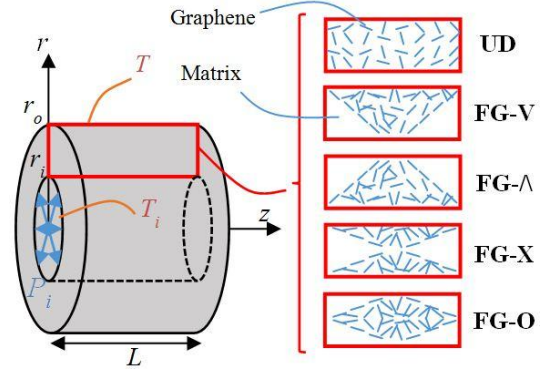 Graphene
Matrix
r
T
r_o
r_i
T_i
P_i
z
L
UD
FG-V
FG-Λ
FG-X
FG-O